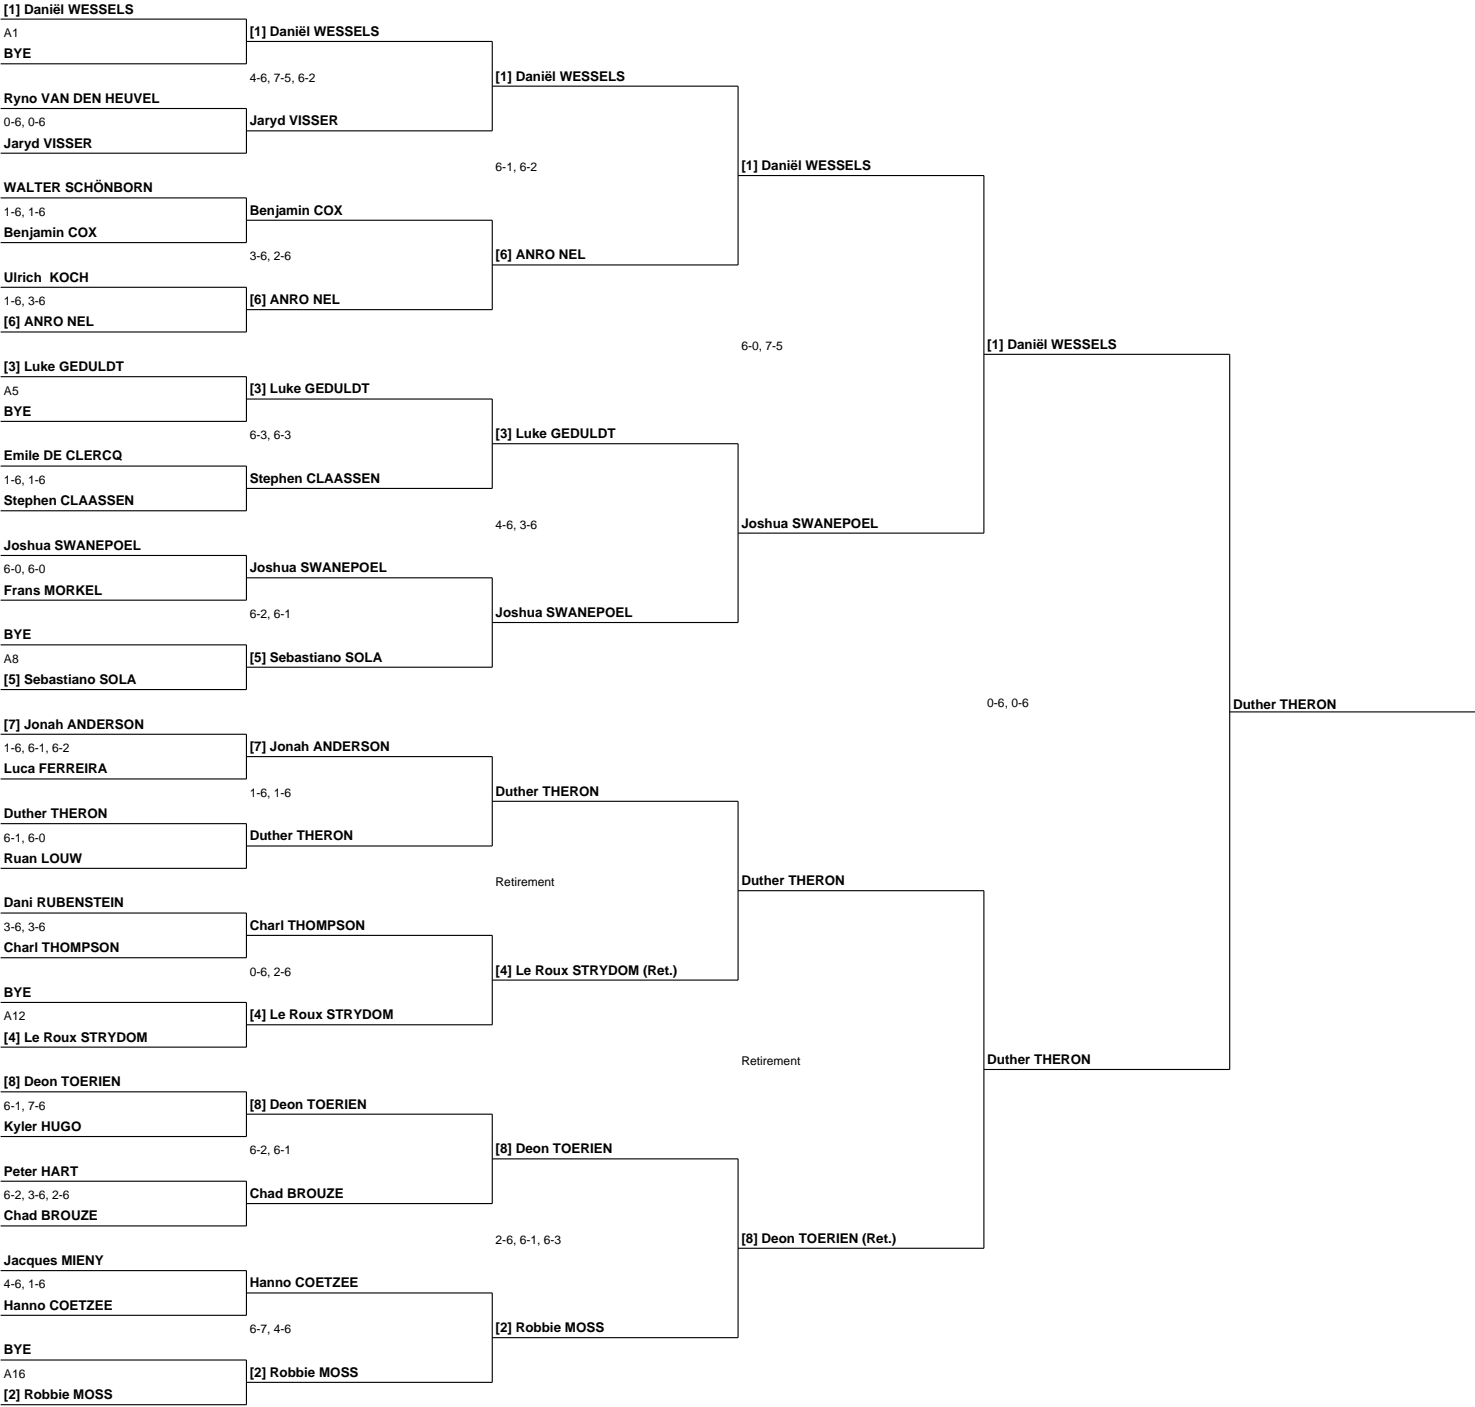 [1] Daniël WESSELS
A1
BYE
Ryno VAN DEN HEUVEL
0-6, 0-6
Jaryd VISSER
WALTER SCHÖNBORN
1-6, 1-6
Benjamin COX
Ulrich  KOCH
1-6, 3-6
[6] ANRO NEL
[3] Luke GEDULDT
A5
BYE
Emile DE CLERCQ
1-6, 1-6
Stephen CLAASSEN
Joshua SWANEPOEL
6-0, 6-0
Frans MORKEL
BYE
A8
[5] Sebastiano SOLA
[7] Jonah ANDERSON
1-6, 6-1, 6-2
Luca FERREIRA
Duther THERON
6-1, 6-0
Ruan LOUW
Dani RUBENSTEIN
3-6, 3-6
Charl THOMPSON
BYE
A12
[4] Le Roux STRYDOM
[8] Deon TOERIEN
6-1, 7-6
Kyler HUGO
Peter HART
6-2, 3-6, 2-6
Chad BROUZE
Jacques MIENY
4-6, 1-6
Hanno COETZEE
BYE
A16
[2] Robbie MOSS
[1] Daniël WESSELS
4-6, 7-5, 6-2
Jaryd VISSER
Benjamin COX
3-6, 2-6
[6] ANRO NEL
[3] Luke GEDULDT
6-3, 6-3
Stephen CLAASSEN
Joshua SWANEPOEL
6-2, 6-1
[5] Sebastiano SOLA
[7] Jonah ANDERSON
1-6, 1-6
Duther THERON
Charl THOMPSON
0-6, 2-6
[4] Le Roux STRYDOM
[8] Deon TOERIEN
6-2, 6-1
Chad BROUZE
Hanno COETZEE
6-7, 4-6
[2] Robbie MOSS
[1] Daniël WESSELS
6-1, 6-2
[6] ANRO NEL
[3] Luke GEDULDT
4-6, 3-6
Joshua SWANEPOEL
Duther THERON
Retirement
[4] Le Roux STRYDOM (Ret.)
[8] Deon TOERIEN
2-6, 6-1, 6-3
[2] Robbie MOSS
[1] Daniël WESSELS
6-0, 7-5
Joshua SWANEPOEL
Duther THERON
Retirement
[8] Deon TOERIEN (Ret.)
[1] Daniël WESSELS
0-6, 0-6
Duther THERON
Duther THERON